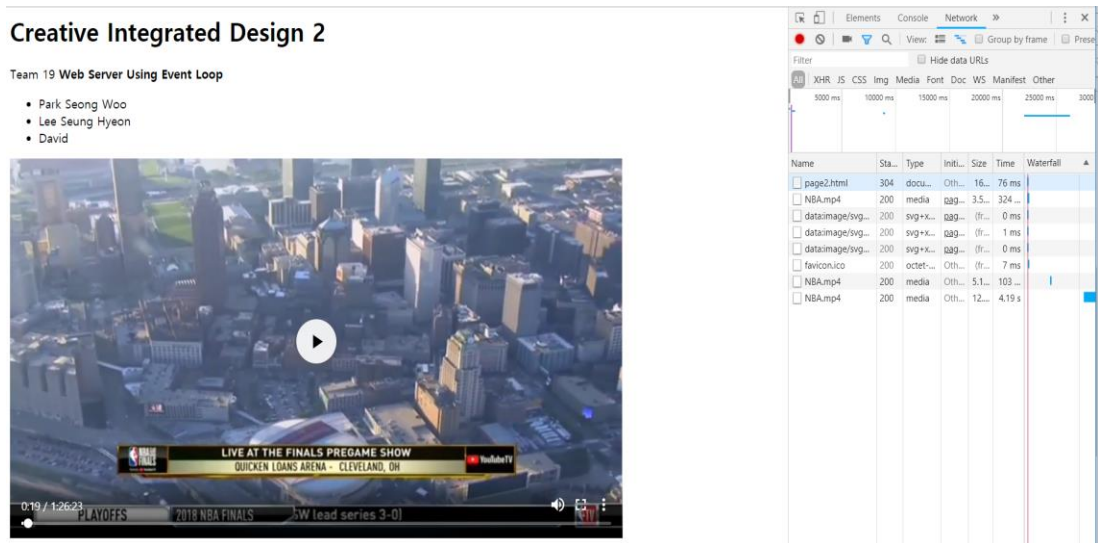 Creative Integrated Design 2
Team 19 Web Server Using Event Loop
Park Seong Woo
Lee Seung Hyeon
David
LIVE AT THE FINALS PREGAME SHOW
QUICKEN LOANS ARENA - CLEVELAND, OH
YouTubeTV
NBA FINALS
0:19 / 1:26:23
PLAYOFFS 2018 NBA FINALS GW lead series 3-0]
Elements Console Network »
View: Group by frame Prese
Filter Hide data URLs
All XHR JS CSS Img Media Font Doc WS Manifest Other
5000 ms 10000 ms 15000 ms 20000 ms 25000 ms 3000
Name Sta... Type Initi... Size Time Waterfall
page2.html 304 docu... Oth... 16... 76 ms
NBA.mp4 200 media pag... 3.5... 324 ...
data:image/svg... 200 svg+x... pag... (fr... 0 ms
data:image/svg... 200 svg+x... pag... (fr... 1 ms
data:image/svg... 200 svg+x... pag... (fr... 0 ms
favicon.ico 200 octet-... Oth... (fr... 7 ms
NBA.mp4 200 media Oth... 5.1... 103 ...
NBA.mp4 200 media Oth... 12.... 4.19 s